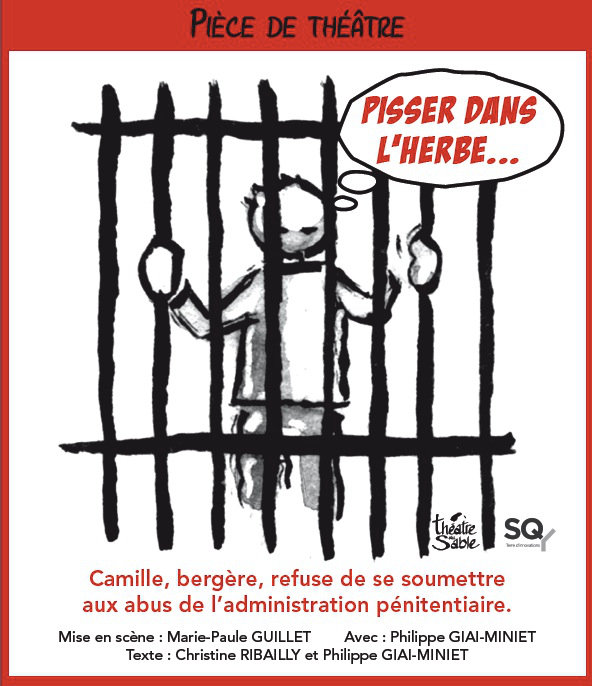 PIÈCE DE THÉÂTRE
PISSER DANS
L'HERBE...
théâtre
du
Sable
SQY
Terre d'innovations
Camille, bergère, refuse de se soumettre
aux abus de l'administration pénitentiaire.
Mise en scène : Marie-Paule GUILLET Avec : Philippe GIAI-MINIET
Texte : Christine RIBAILLY et Philippe GIAI-MINIET